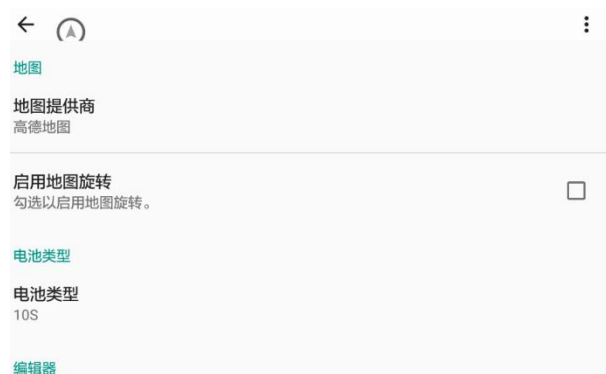 地图
地图提供商
高德地图
启用地图旋转
勾选以启用地图旋转。
电池类型
电池类型
10S
编辑器